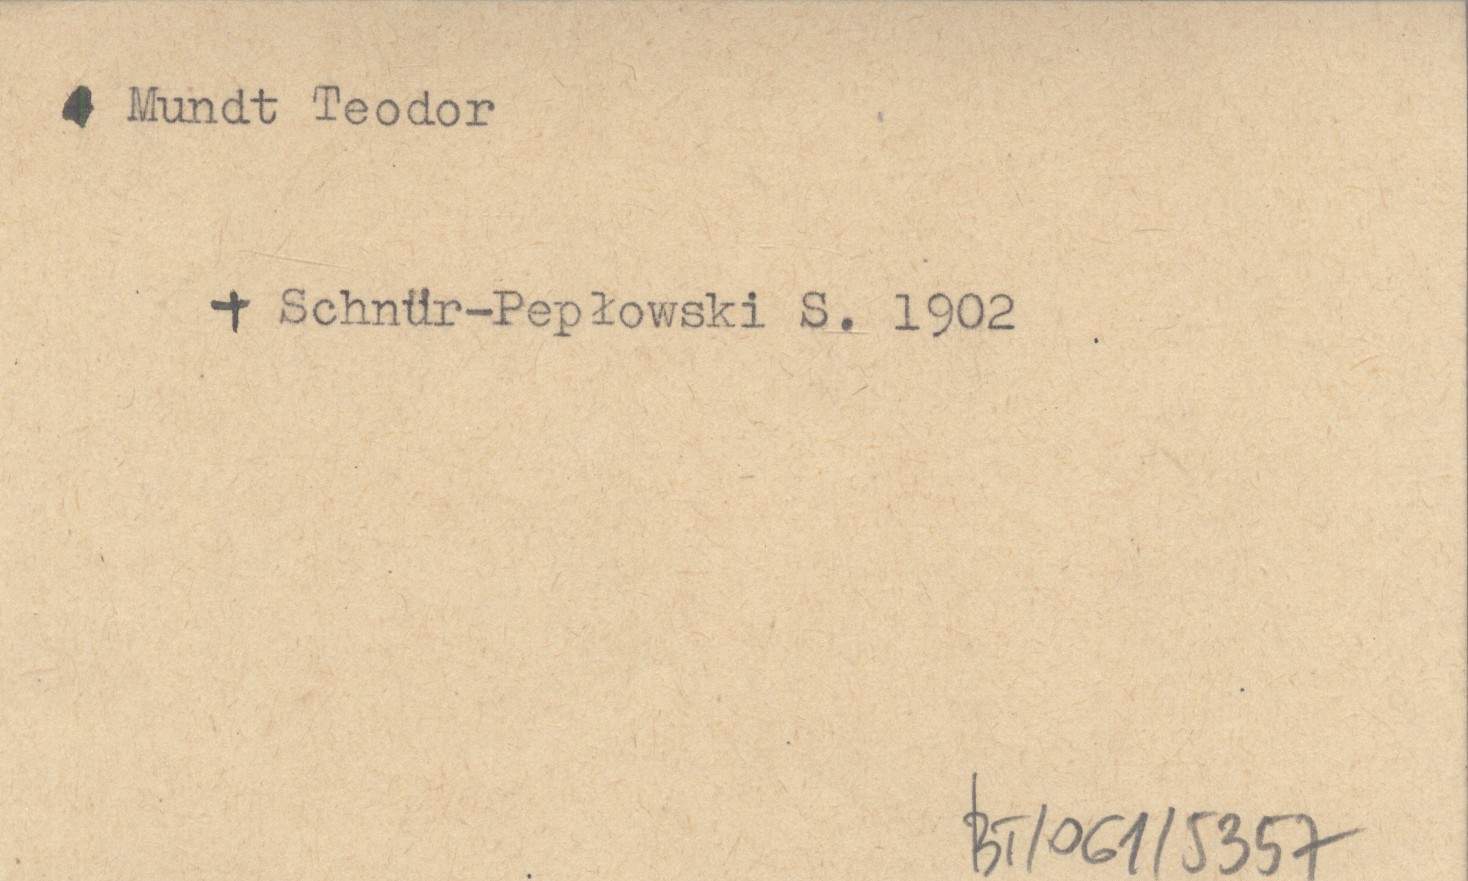 Mundt Teodor
+ Schnür-Pepłowski S. 1902
BT/061/5357